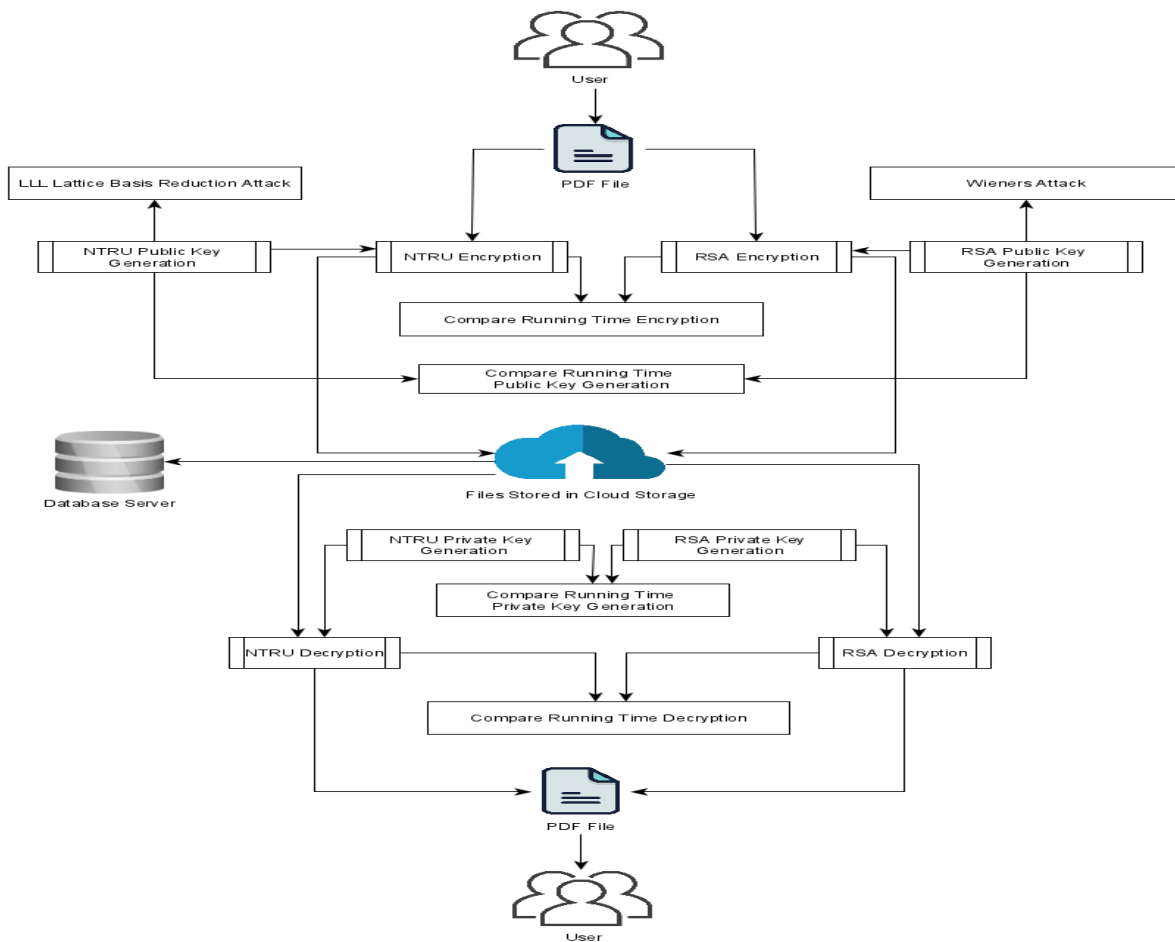 User
PDF File
LLL Lattice Basis Reduction Attack
Wieners Attack
NTRU Public Key
Generation
NTRU Encryption
RSA Encryption
RSA Public Key
Generation
Compare Running Time Encryption
Compare Running Time
Public Key Generation
Database Server
Files Stored in Cloud Storage
NTRU Private Key
Generation
RSA Private Key
Generation
Compare Running Time
Private Key Generation
NTRU Decryption
RSA Decryption
Compare Running Time Decryption
PDF File
User